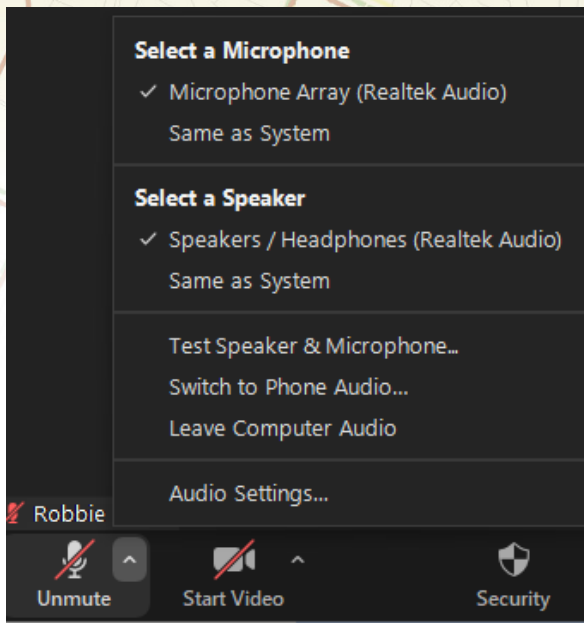 Select a Microphone
Microphone Array (Realtek Audio)
Same as System
Select a Speaker
Speakers / Headphones (Realtek Audio)
Same as System
Test Speaker & Microphone...
Switch to Phone Audio...
Leave Computer Audio
Audio Settings...
Robbie
Unmute Start Video Security